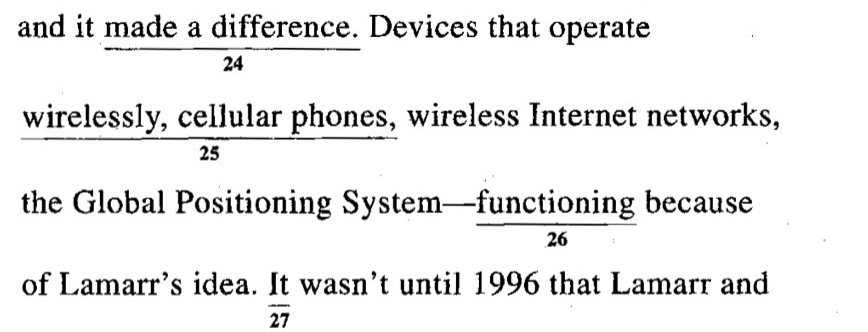 and it made a difference. Devices that operate
24
wirelessly, cellular phones, wireless Internet networks,
25
the Global Positioning System—functioning because
26
of Lamarr's idea. It wasn't until 1996 that Lamarr and
27